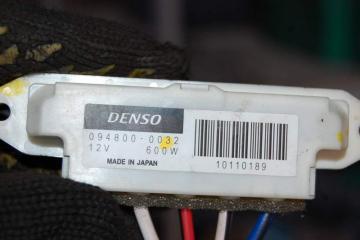 DENSO
094800-0032
12V 600W
MADE IN JAPAN
10110189